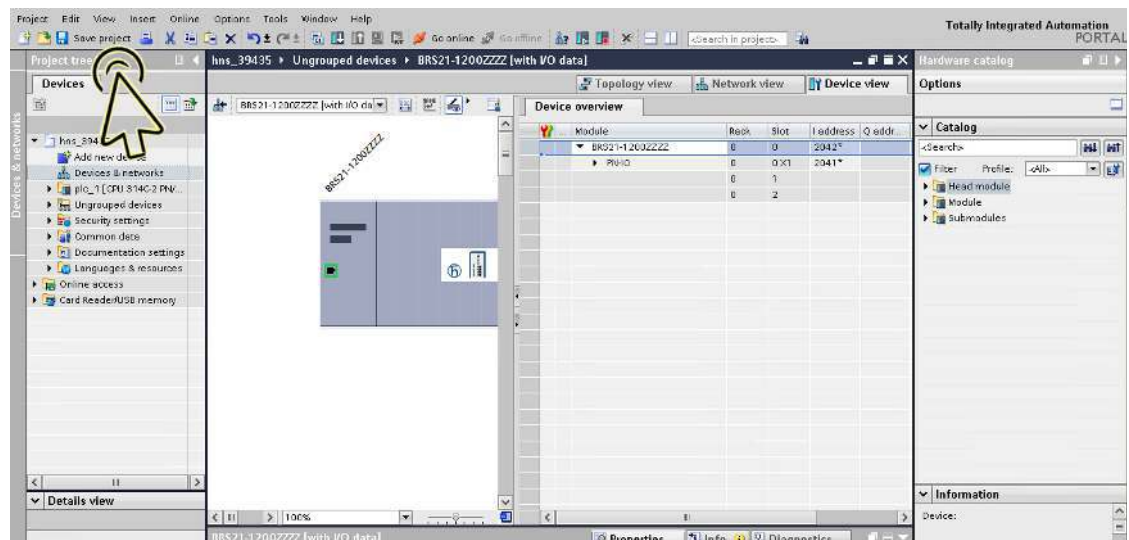 Project Edit View Insert Online Options Tools Window Help
Totally Integrated Automation
PORTAL
Save project
Go online
Go offline
<Search in project>
Project tree
hns_39435 ▸ Ungrouped devices ▸ BRS21-1200ZZZZ [with I/O data]
Hardware catalog
Devices
Topology view
Network view
Device view
Options
BRS21-1200ZZZZ [with I/O da
Device overview
Devices & networks
Module Rack Slot I address Q addr...
BRS21-1200ZZZZ 0 0 2042*
PN-IO 0 0 X1 2041*
0 1
0 2
BRS21-1200ZZZZ
Catalog
<Search>
Filter Profile: <All>
Head module
Module
Submodules
Add new de
Devices & networks
plc_1 [CPU 314C-2 PN/...
Ungrouped devices
Security settings
Common data
Documentation settings
Languages & resources
Online access
Card Reader/USB memory
Details view
100%
Information
Device:
BRS21-1200ZZZZ [with I/O data]
Properties
Info
Diagnostics